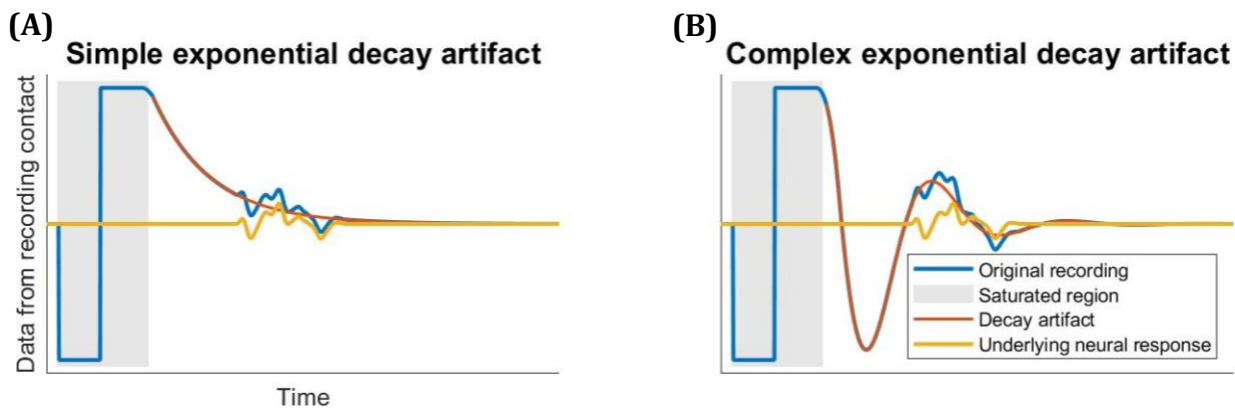 (A)
Simple exponential decay artifact
Data from recording contact
Time
(B)
Complex exponential decay artifact
Original recording
Saturated region
Decay artifact
Underlying neural response